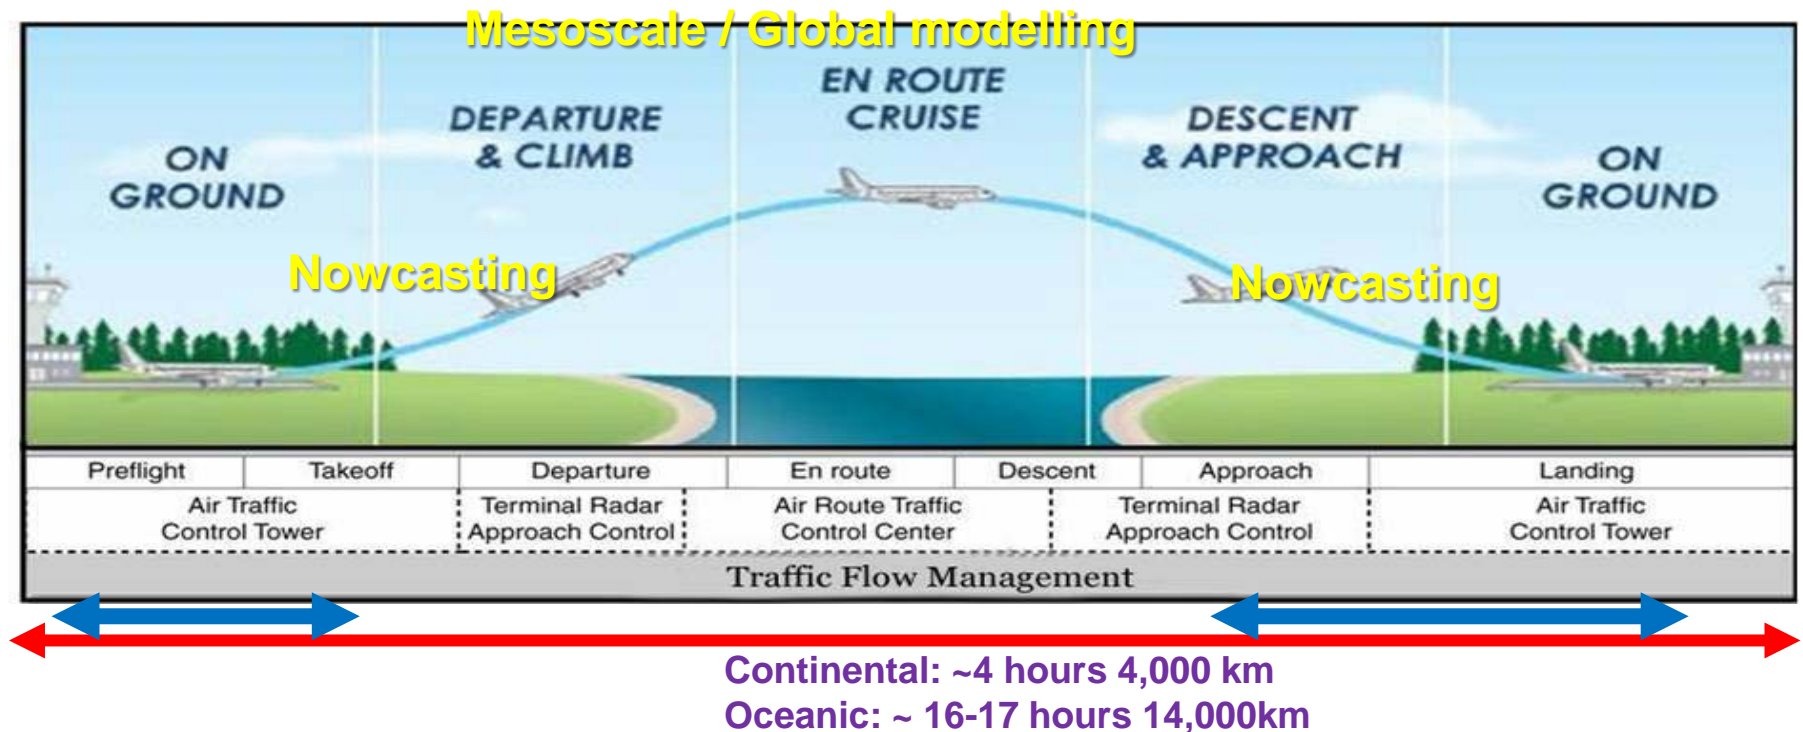 Mesoscale / Global modelling
ON
GROUND
DEPARTURE
& CLIMB
EN ROUTE
CRUISE
DESCENT
& APPROACH
ON
GROUND
Nowcasting
Nowcasting
Preflight
Takeoff
Departure
En route
Descent
Approach
Landing
Air Traffic
Control Tower
Terminal Radar
Approach Control
Air Route Traffic
Control Center
Terminal Radar
Approach Control
Air Traffic
Control Tower
Traffic Flow Management
Continental: ~4 hours 4,000 km
Oceanic: ~ 16-17 hours 14,000km